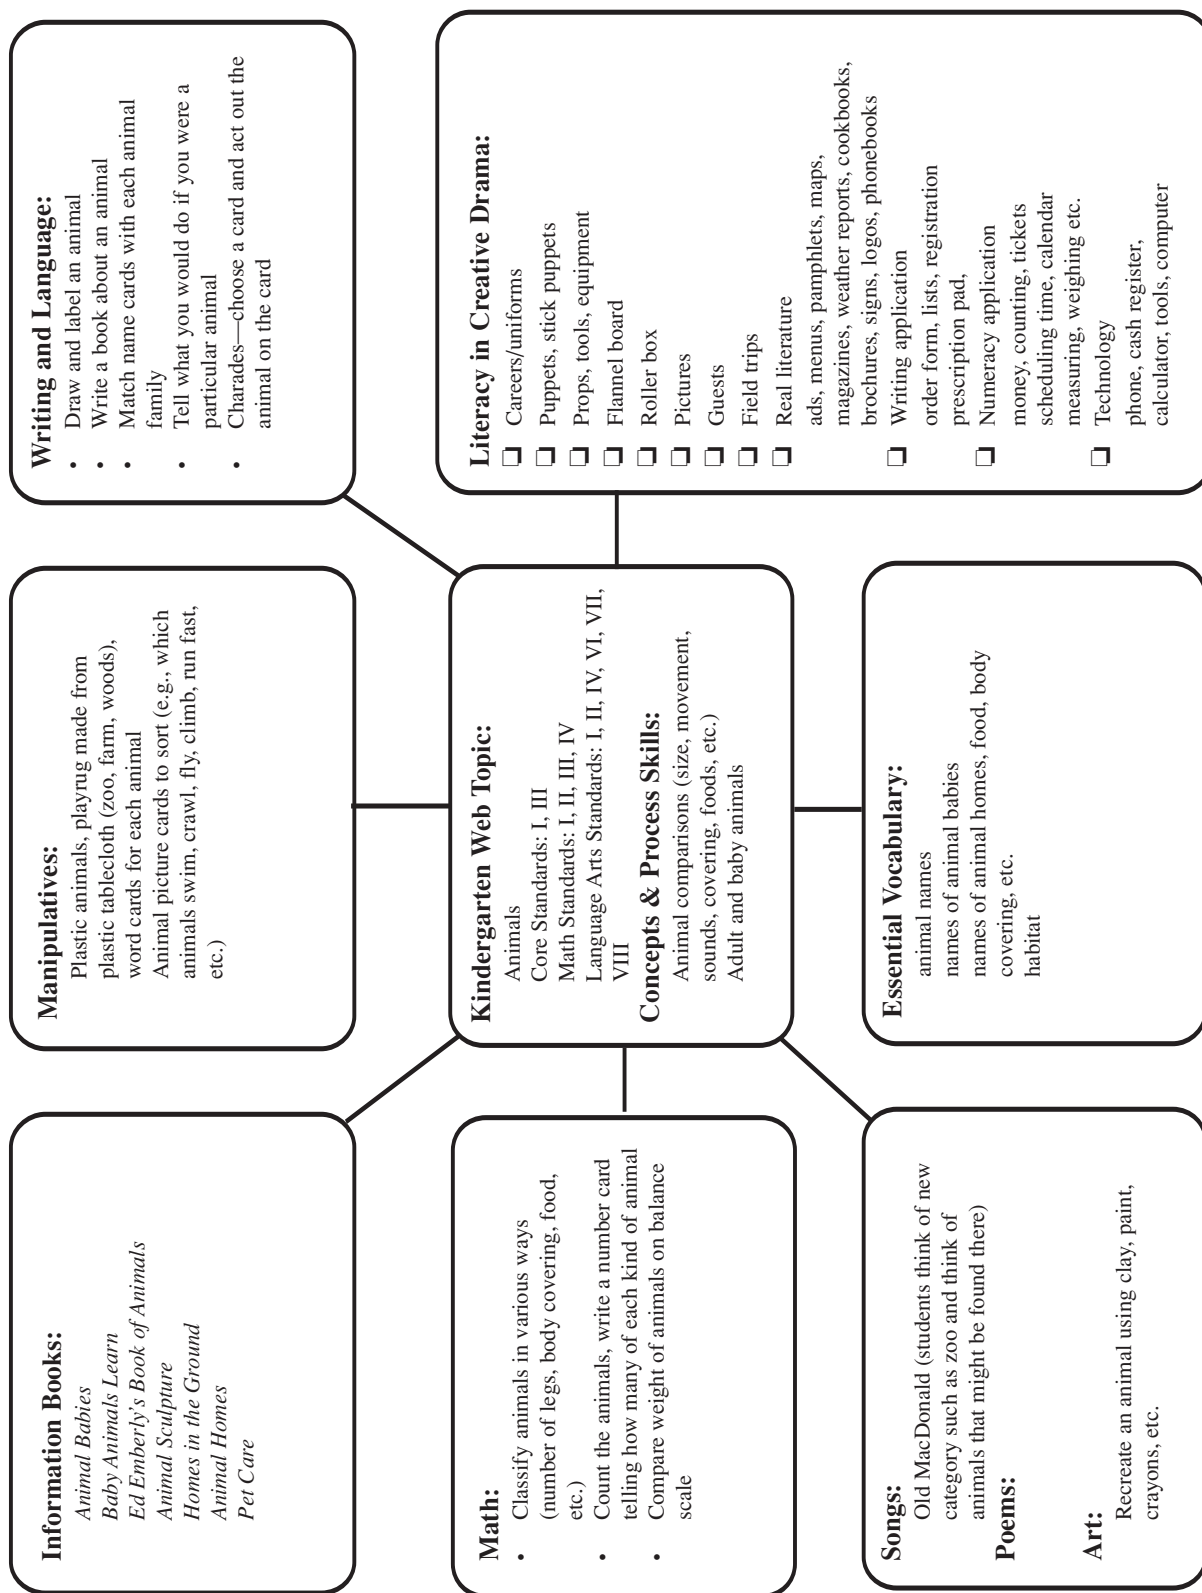 Information Books:
Animal Babies
Baby Animals Learn
Ed Emberly's Book of Animals
Animal Sculpture
Homes in the Ground
Animal Homes
Pet Care
Manipulatives:
Plastic animals, playrug made from
plastic tablecloth (zoo, farm, woods),
word cards for each animal
Animal picture cards to sort (e.g., which
animals swim, crawl, fly, climb, run fast,
etc.)
Writing and Language:
• Draw and label an animal
• Write a book about an animal
• Match name cards with each animal
family
• Tell what you would do if you were a
particular animal
• Charades—choose a card and act out the
animal on the card
Math:
• Classify animals in various ways
(number of legs, body covering, food,
etc.)
• Count the animals, write a number card
telling how many of each kind of animal
• Compare weight of animals on balance
scale
Kindergarten Web Topic:
Animals
Core Standards: I, III
Math Standards: I, II, III, IV
Language Arts Standards: I, II, IV, VI, VII,
VIII
Concepts & Process Skills:
Animal comparisons (size, movement,
sounds, covering, foods, etc.)
Adult and baby animals
Literacy in Creative Drama:
❏ Careers/uniforms
❏ Puppets, stick puppets
❏ Props, tools, equipment
❏ Flannel board
❏ Roller box
❏ Pictures
❏ Guests
❏ Field trips
❏ Real literature
ads, menus, pamphlets, maps,
magazines, weather reports, cookbooks,
brochures, signs, logos, phonebooks
❏ Writing application
order form, lists, registration
prescription pad,
❏ Numeracy application
money, counting, tickets
scheduling time, calendar
measuring, weighing etc.
❏ Technology
phone, cash register,
calculator, tools, computer
Songs:
Old MacDonald (students think of new
category such as zoo and think of
animals that might be found there)
Poems:
Art:
Recreate an animal using clay, paint,
crayons, etc.
Essential Vocabulary:
animal names
names of animal babies
names of animal homes, food, body
covering, etc.
habitat